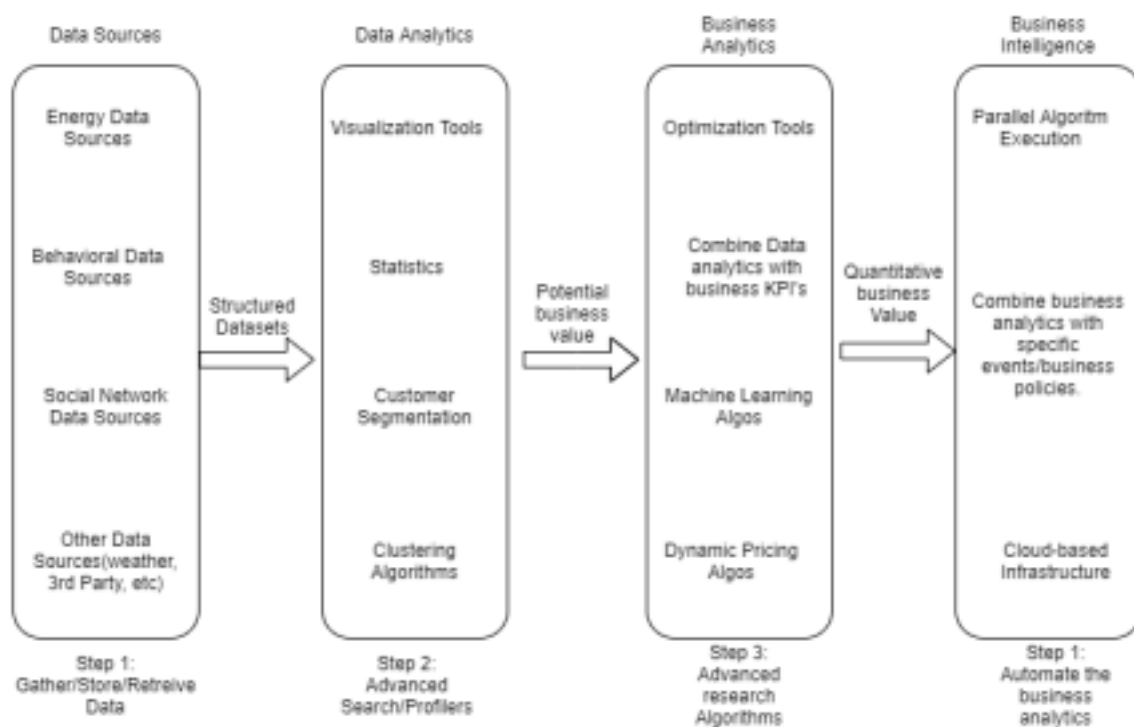 Data Sources
Energy Data
Sources
Behavioral Data
Sources
Social Network
Data Sources
Other Data
Sources(weather,
3rd Party, etc)
Step 1:
Gather/Store/Retreive
Data
Structured
Datasets
Data Analytics
Visualization Tools
Statistics
Customer
Segmentation
Clustering
Algorithms
Step 2:
Advanced
Search/Profilers
Potential
business
value
Business
Analytics
Optimization Tools
Combine Data
analytics with
business KPI's
Machine Learning
Algos
Dynamic Pricing
Algos
Step 3:
Advanced
research
Algorithms
Quantitative
business
Value
Business
Intelligence
Parallel Algoritm
Execution
Combine business
analytics with
specific
events/business
policies.
Cloud-based
Infrastructure
Step 1:
Automate the
business
analytics